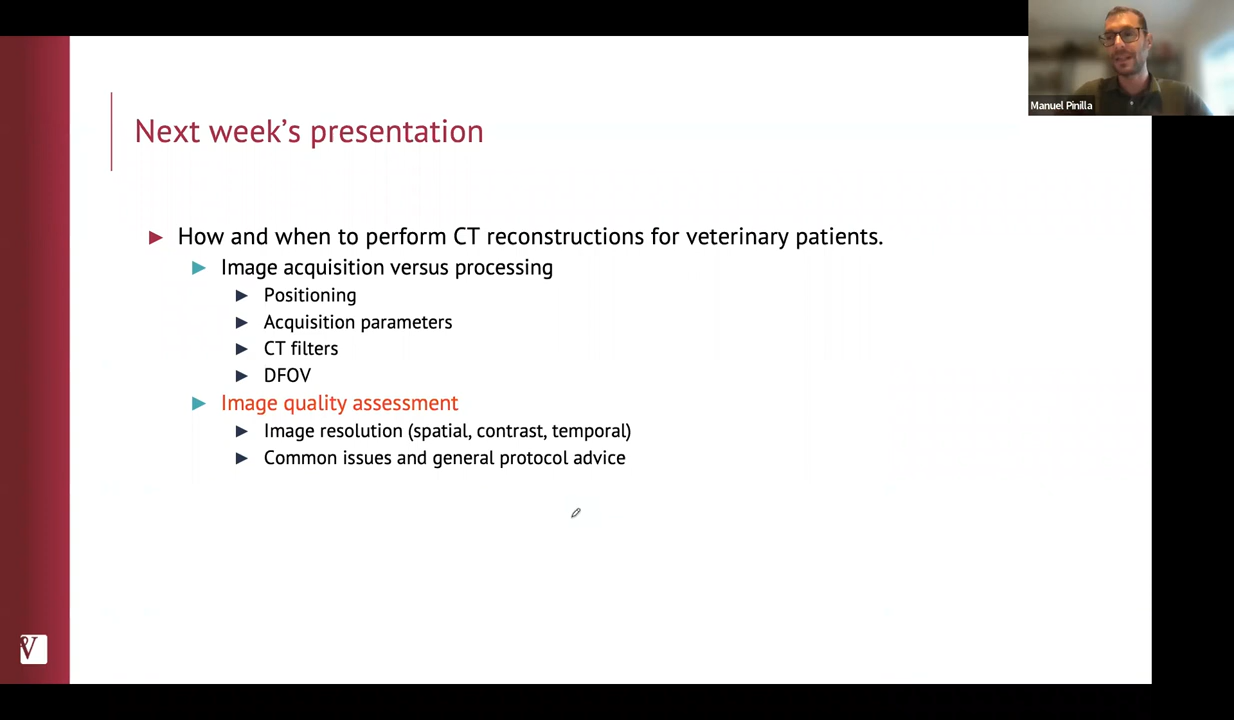 Manuel Pinilla
Next week's presentation
How and when to perform CT reconstructions for veterinary patients.
Image acquisition versus processing
Positioning
Acquisition parameters
CT filters
DFOV
Image quality assessment
Image resolution (spatial, contrast, temporal)
Common issues and general protocol advice